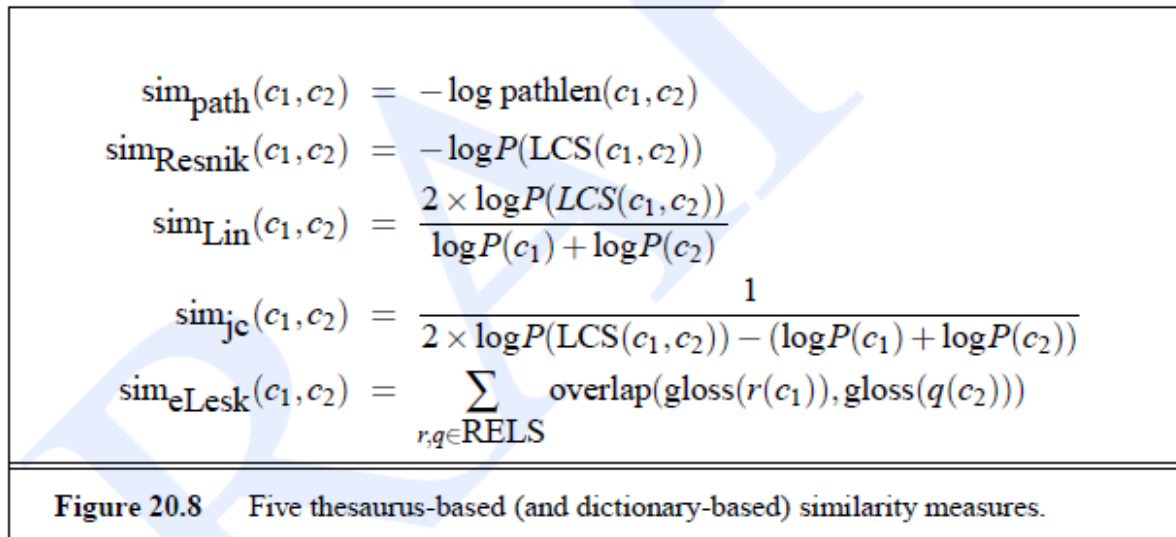 sim_path(c₁,c₂) = −log pathlen(c₁,c₂)
sim_Resnik(c₁,c₂) = −log P(LCS(c₁,c₂))
sim_Lin(c₁,c₂) = \frac{2 × log P(LCS(c₁,c₂))}{log P(c₁) + log P(c₂)}
sim_jc(c₁,c₂) = \frac{1}{2 × log P(LCS(c₁,c₂)) − (log P(c₁) + log P(c₂))}
sim_eLesk(c₁,c₂) = \sum_{r,q∈RELS} overlap(gloss(r(c₁)),gloss(q(c₂)))
Figure 20.8 Five thesaurus-based (and dictionary-based) similarity measures.